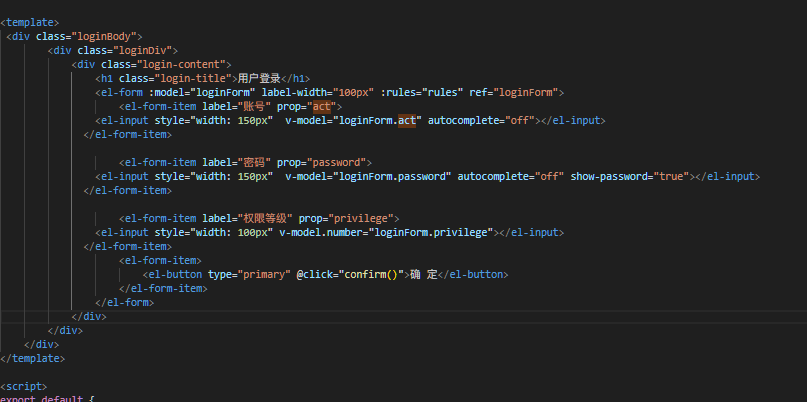 <template>
<div class="loginBody">
<div class="loginDiv">
<div class="login-content">
<h1 class="login-title">用户登录</h1>
<el-form :model="loginForm" label-width="100px" :rules="rules" ref="loginForm">
<el-form-item label="账号" prop="act">
<el-input style="width: 150px"  v-model="loginForm.act" autocomplete="off"></el-input>
</el-form-item>
<el-form-item label="密码" prop="password">
<el-input style="width: 150px"  v-model="loginForm.password" autocomplete="off" show-password="true"></el-input>
</el-form-item>
<el-form-item label="权限等级" prop="privilege">
<el-input style="width: 100px" v-model.number="loginForm.privilege"></el-input>
</el-form-item>
<el-form-item>
<el-button type="primary" @click="confirm()">确 定</el-button>
</el-form-item>
</el-form>
</div>
</div>
</div>
</template>
<script>
export default {